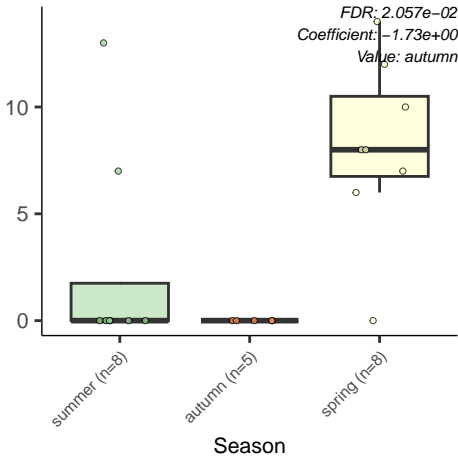 FDR: 2.057e−02
Coefficient: −1.73e+00
Value: autumn
10
5
0
summer (n=8)
autumn (n=5)
spring (n=8)
Season